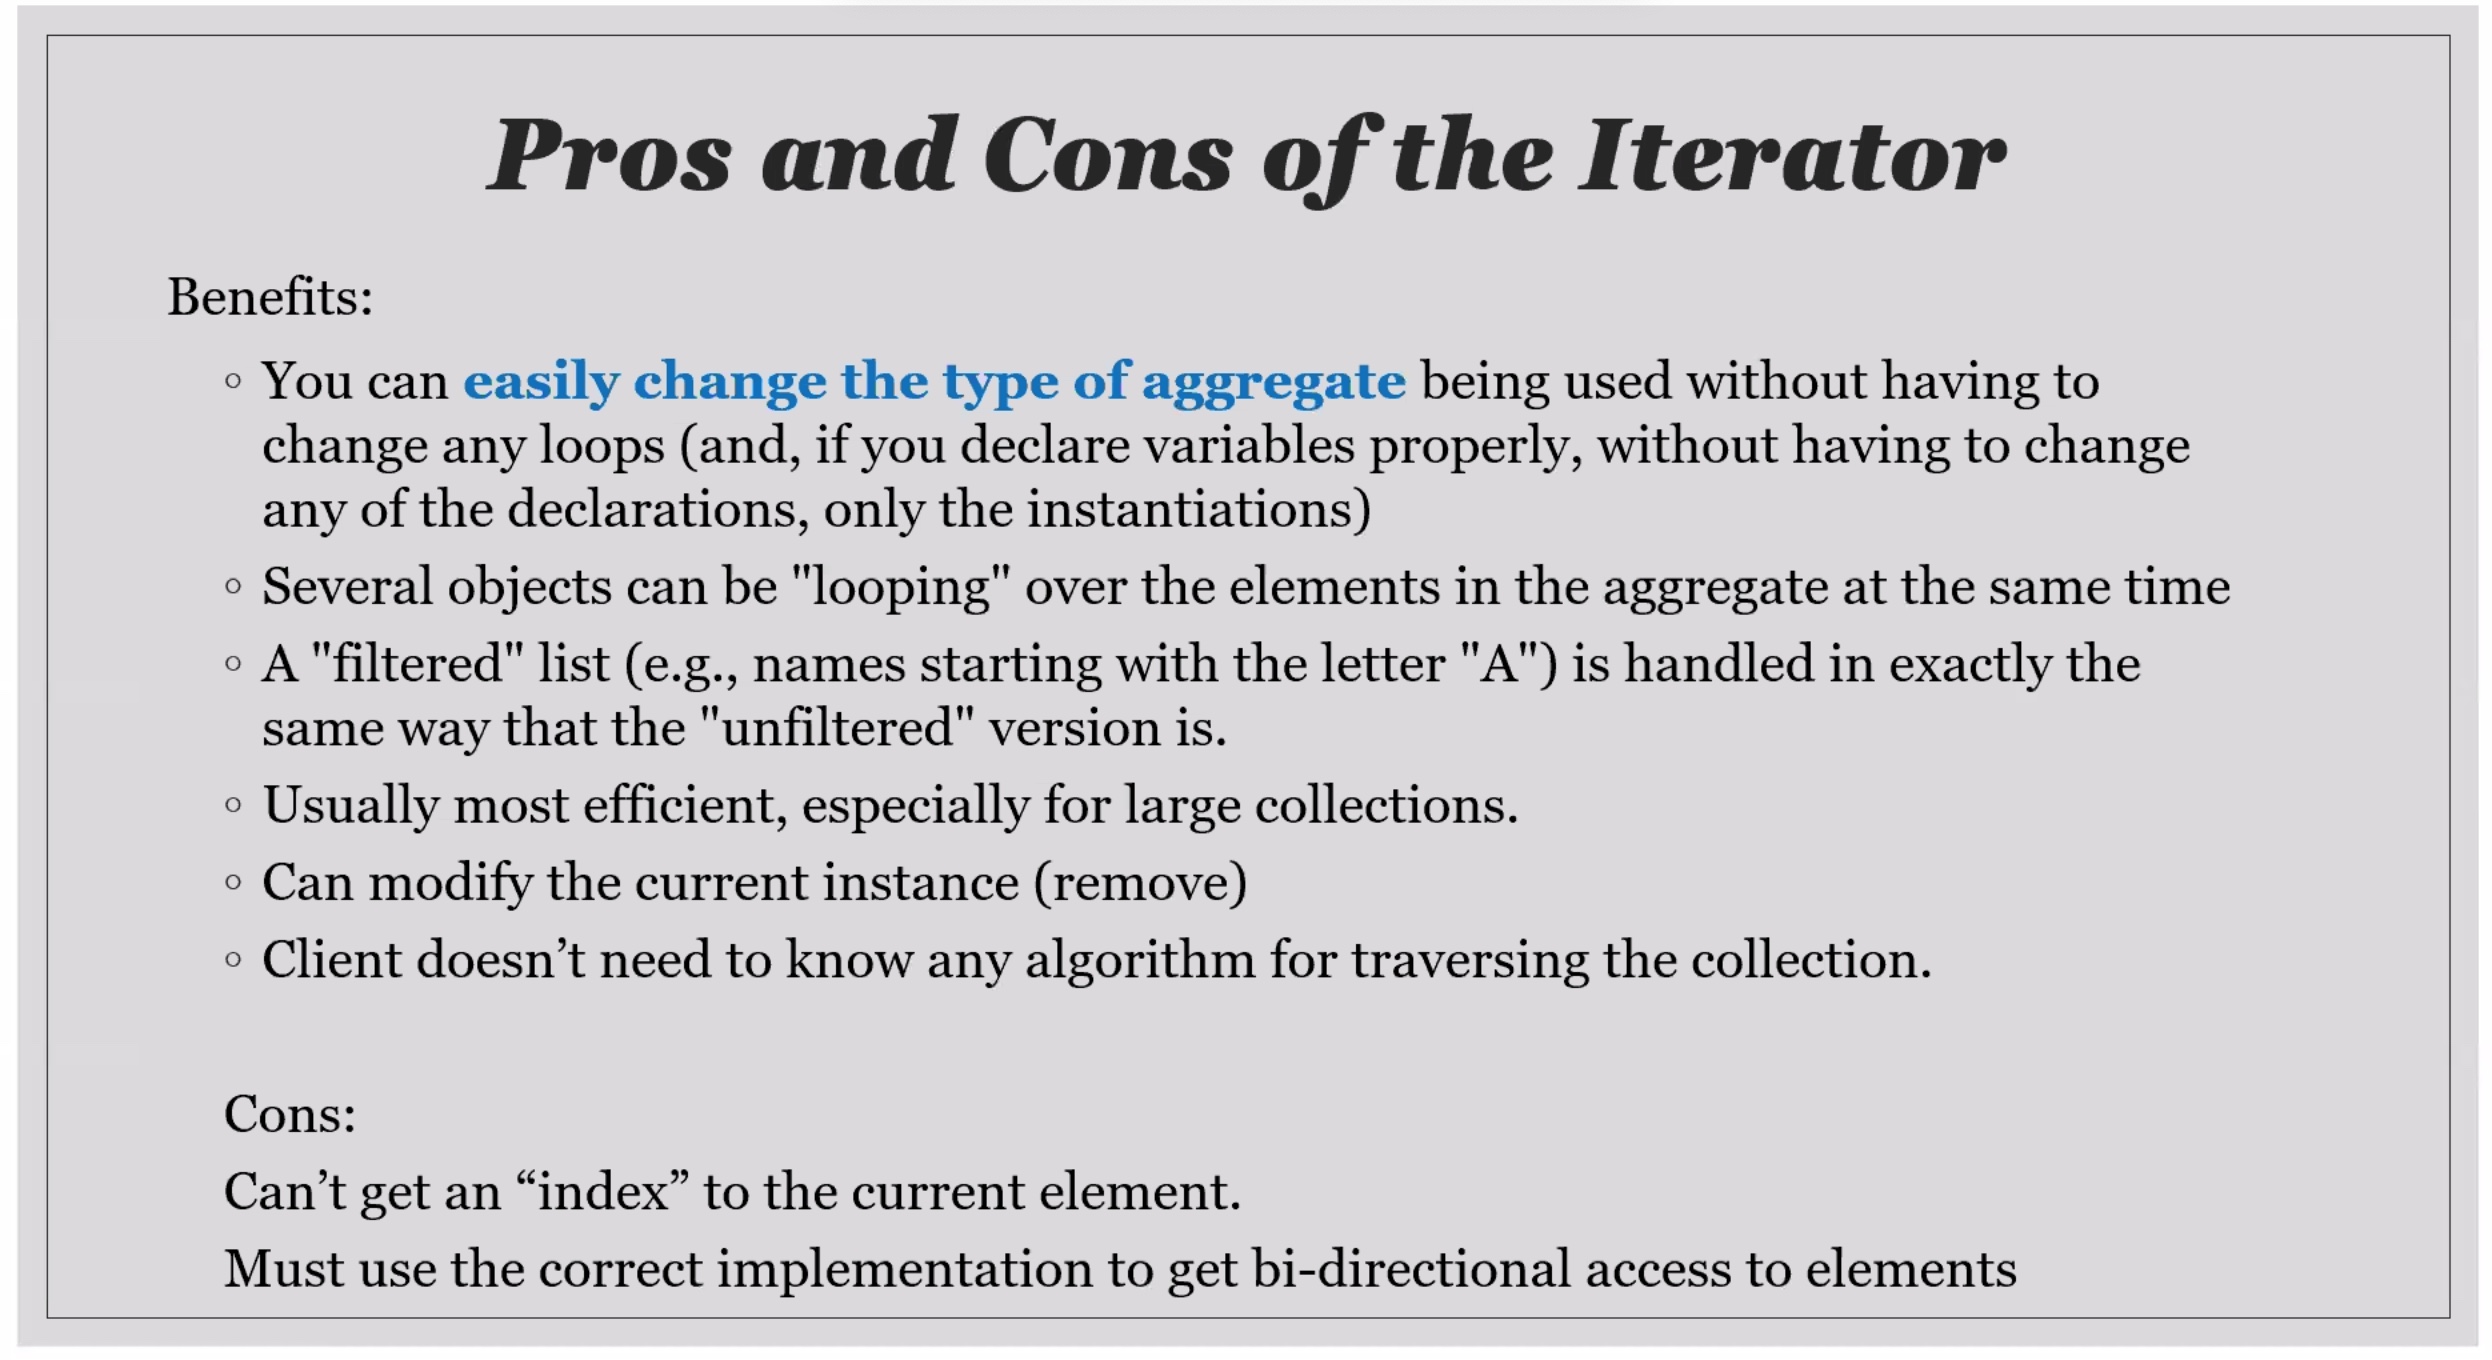 Pros and Cons of the Iterator
Benefits:
◦ You can easily change the type of aggregate being used without having to
change any loops (and, if you declare variables properly, without having to change
any of the declarations, only the instantiations)
◦ Several objects can be "looping" over the elements in the aggregate at the same time
◦ A "filtered" list (e.g., names starting with the letter "A") is handled in exactly the
same way that the "unfiltered" version is.
◦ Usually most efficient, especially for large collections.
◦ Can modify the current instance (remove)
◦ Client doesn’t need to know any algorithm for traversing the collection.
Cons:
Can’t get an “index” to the current element.
Must use the correct implementation to get bi-directional access to elements